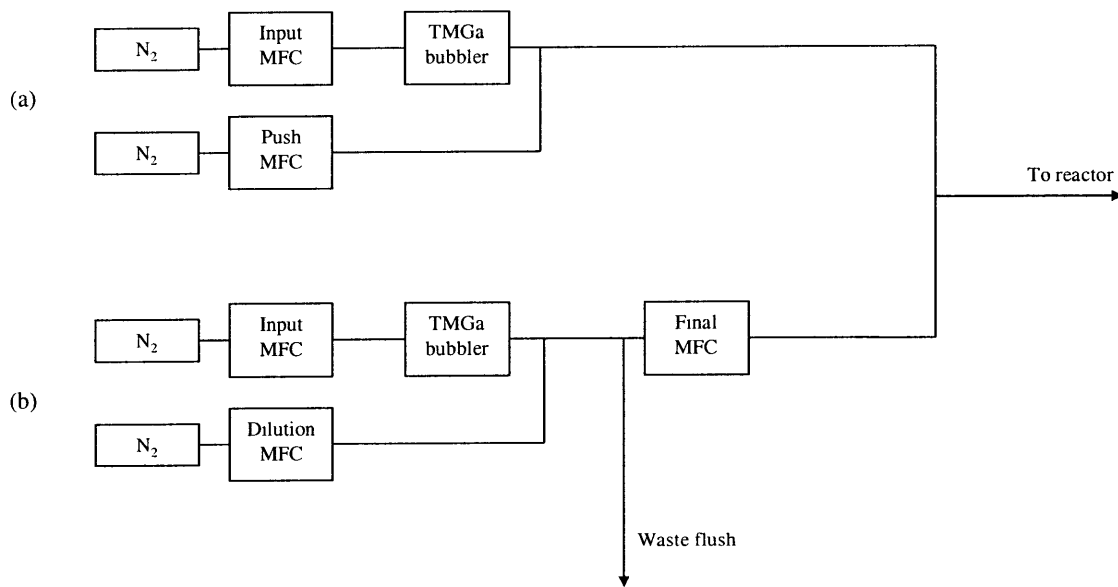 N₂
Input
MFC
TMGa
bubbler
(a)
N₂
Push
MFC
To reactor
N₂
Input
MFC
TMGa
bubbler
Final
MFC
(b)
N₂
Dilution
MFC
Waste flush